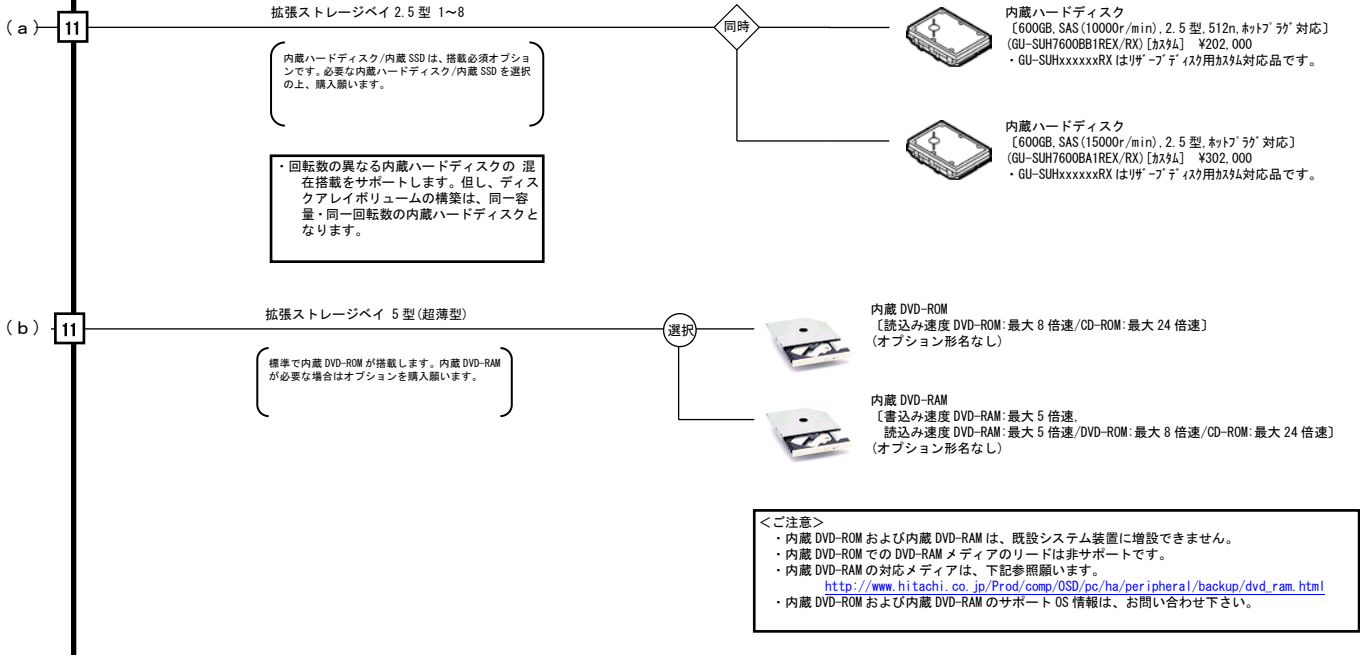 (a)
11
拡張ストレージベイ 2.5型 1～8
内蔵ハードディスク/内蔵 SSD は、搭載必須オプショ
ンです。必要な内蔵ハードディスク/内蔵 SSD を選択
の上、購入願います。
・回転数の異なる内蔵ハードディスクの 混
在搭載をサポートします。但し、ディス
クアレイボリュームの構築は、同一容
量・同一回転数の内蔵ハードディスクと
なります。
同時
内蔵ハードディスク
〔600GB,SAS(10000r/min),2.5型,512n,ﾎｯﾄﾌﾟﾗｸﾞ対応〕
(GU-SUH7600BB1REX/RX)[ｶｽﾀﾑ] ¥202,000
・GU-SUHxxxxxxRXはﾘｻﾞｰﾌﾞﾃﾞｨｽｸ用ｶｽﾀﾑ対応品です。
内蔵ハードディスク
〔600GB,SAS(15000r/min),2.5型,ﾎｯﾄﾌﾟﾗｸﾞ対応〕
(GU-SUH7600BA1REX/RX)[ｶｽﾀﾑ] ¥302,000
・GU-SUHxxxxxxRXはﾘｻﾞｰﾌﾞﾃﾞｨｽｸ用ｶｽﾀﾑ対応品です。
(b)
11
拡張ストレージベイ 5型(超薄型)
標準で内蔵 DVD-ROM が搭載します。内蔵 DVD-RAM
が必要な場合はオプションを購入願います。
選択
内蔵 DVD-ROM
〔読込み速度 DVD-ROM:最大 8 倍速/CD-ROM:最大 24 倍速〕
(オプション形名なし)
内蔵 DVD-RAM
〔書込み速度 DVD-RAM:最大 5 倍速,
読込み速度 DVD-RAM:最大 5 倍速/DVD-ROM:最大 8 倍速/CD-ROM:最大 24 倍速〕
(オプション形名なし)
＜ご注意＞
・内蔵 DVD-ROM および内蔵 DVD-RAM は、既設システム装置に増設できません。
・内蔵 DVD-ROM での DVD-RAM メディアのリードは非サポートです。
・内蔵 DVD-RAM の対応メディアは、下記参照願います。
http://www.hitachi.co.jp/Prod/comp/OSD/pc/ha/peripheral/backup/dvd_ram.html
・内蔵 DVD-ROM および内蔵 DVD-RAM のサポート OS 情報は、お問い合わせ下さい。